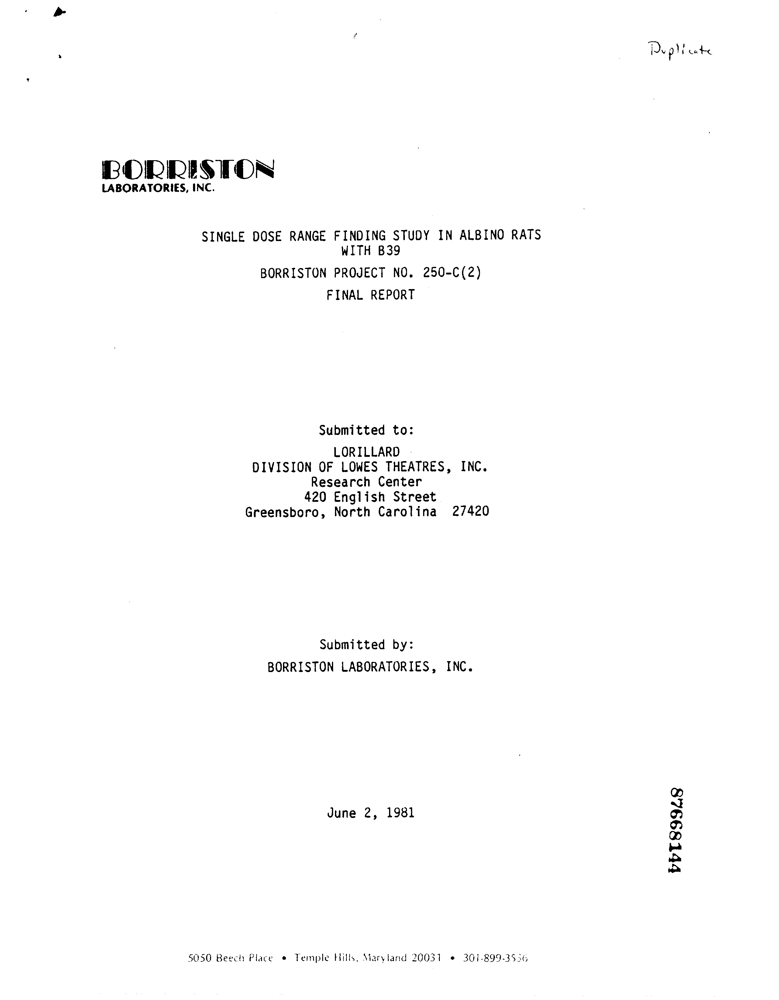 Duplicate
BORRISTON
LABORATORIES, INC.
SINGLE DOSE RANGE FINDING STUDY IN ALBINO RATS
WITH B39
BORRISTON PROJECT NO. 250-C(2)
FINAL REPORT
Submitted to:
LORILLARD
DIVISION OF LOWES THEATRES, INC.
Research Center
420 English Street
Greensboro, North Carolina 27420
Submitted by:
BORRISTON LABORATORIES, INC.
June 2, 1981
87668144
5050 Beech Place • Temple Hills, Maryland 20031 • 301-899-3536